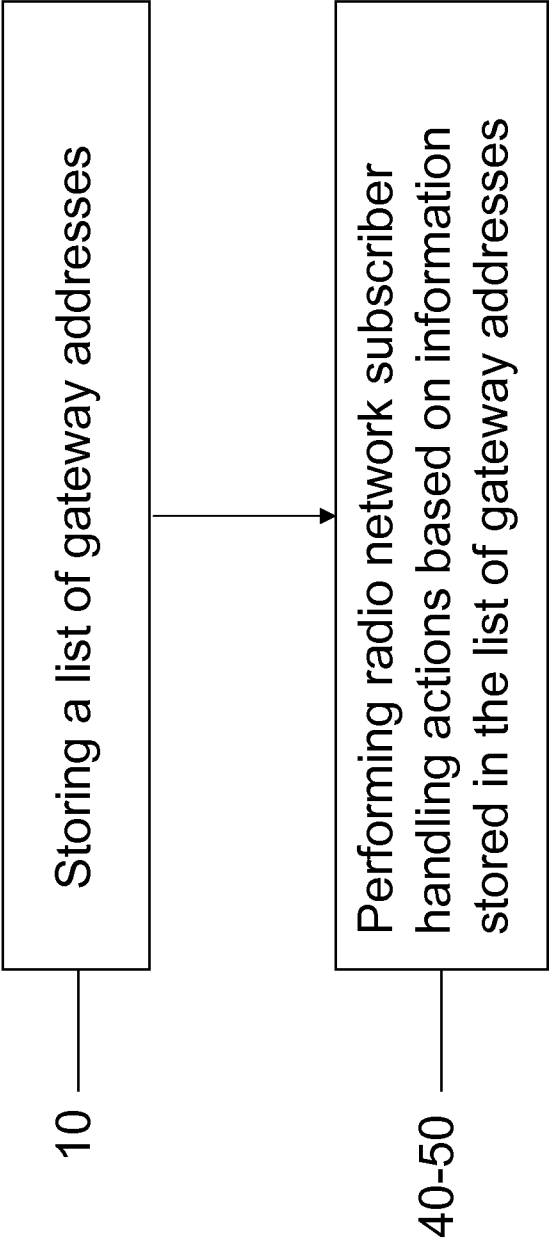 10
Storing a list of gateway addresses
40-50
Performing radio network subscriber
handling actions based on information
stored in the list of gateway addresses